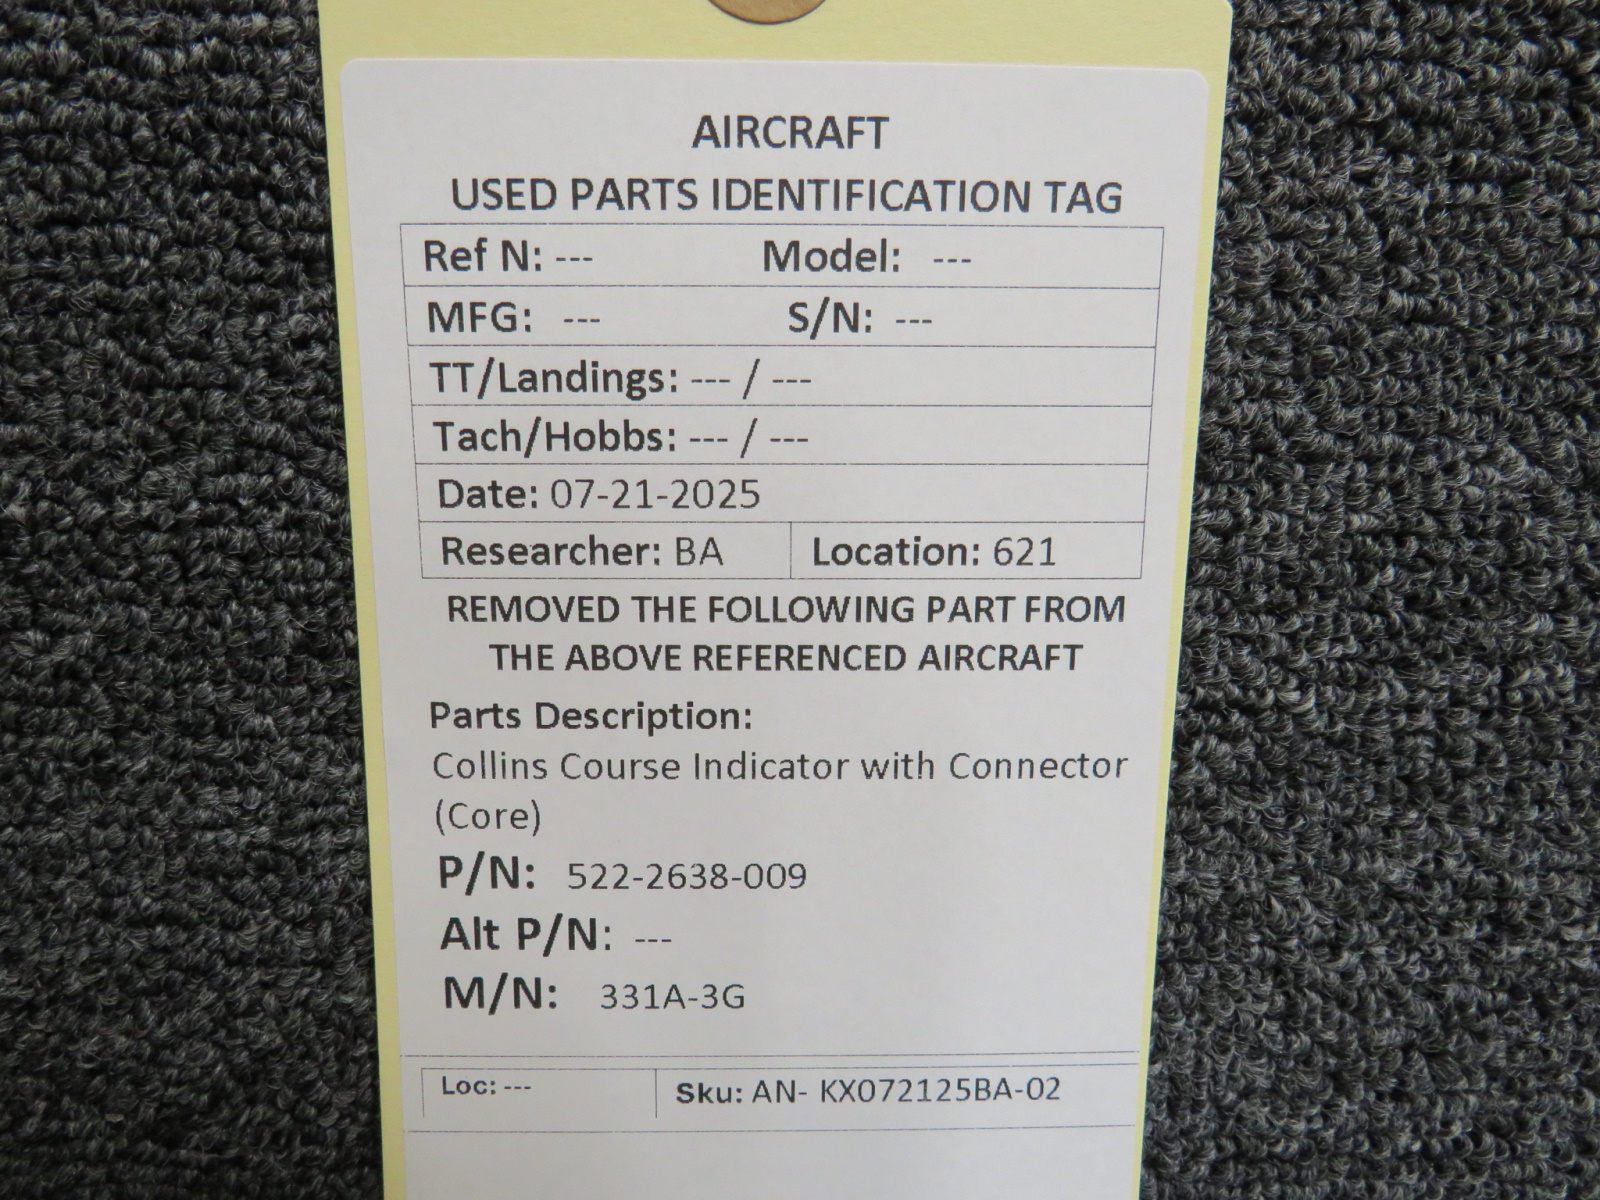 AIRCRAFT
USED PARTS IDENTIFICATION TAG
Ref N: --- Model: ---
MFG: --- S/N: ---
TT/Landings: --- / ---
Tach/Hobbs: --- / ---
Date: 07-21-2025
Researcher: BA Location: 621
REMOVED THE FOLLOWING PART FROM
THE ABOVE REFERENCED AIRCRAFT
Parts Description:
Collins Course Indicator with Connector
(Core)
P/N: 522-2638-009
Alt P/N: ---
M/N: 331A-3G
Loc: --- Sku: AN- KX072125BA-02